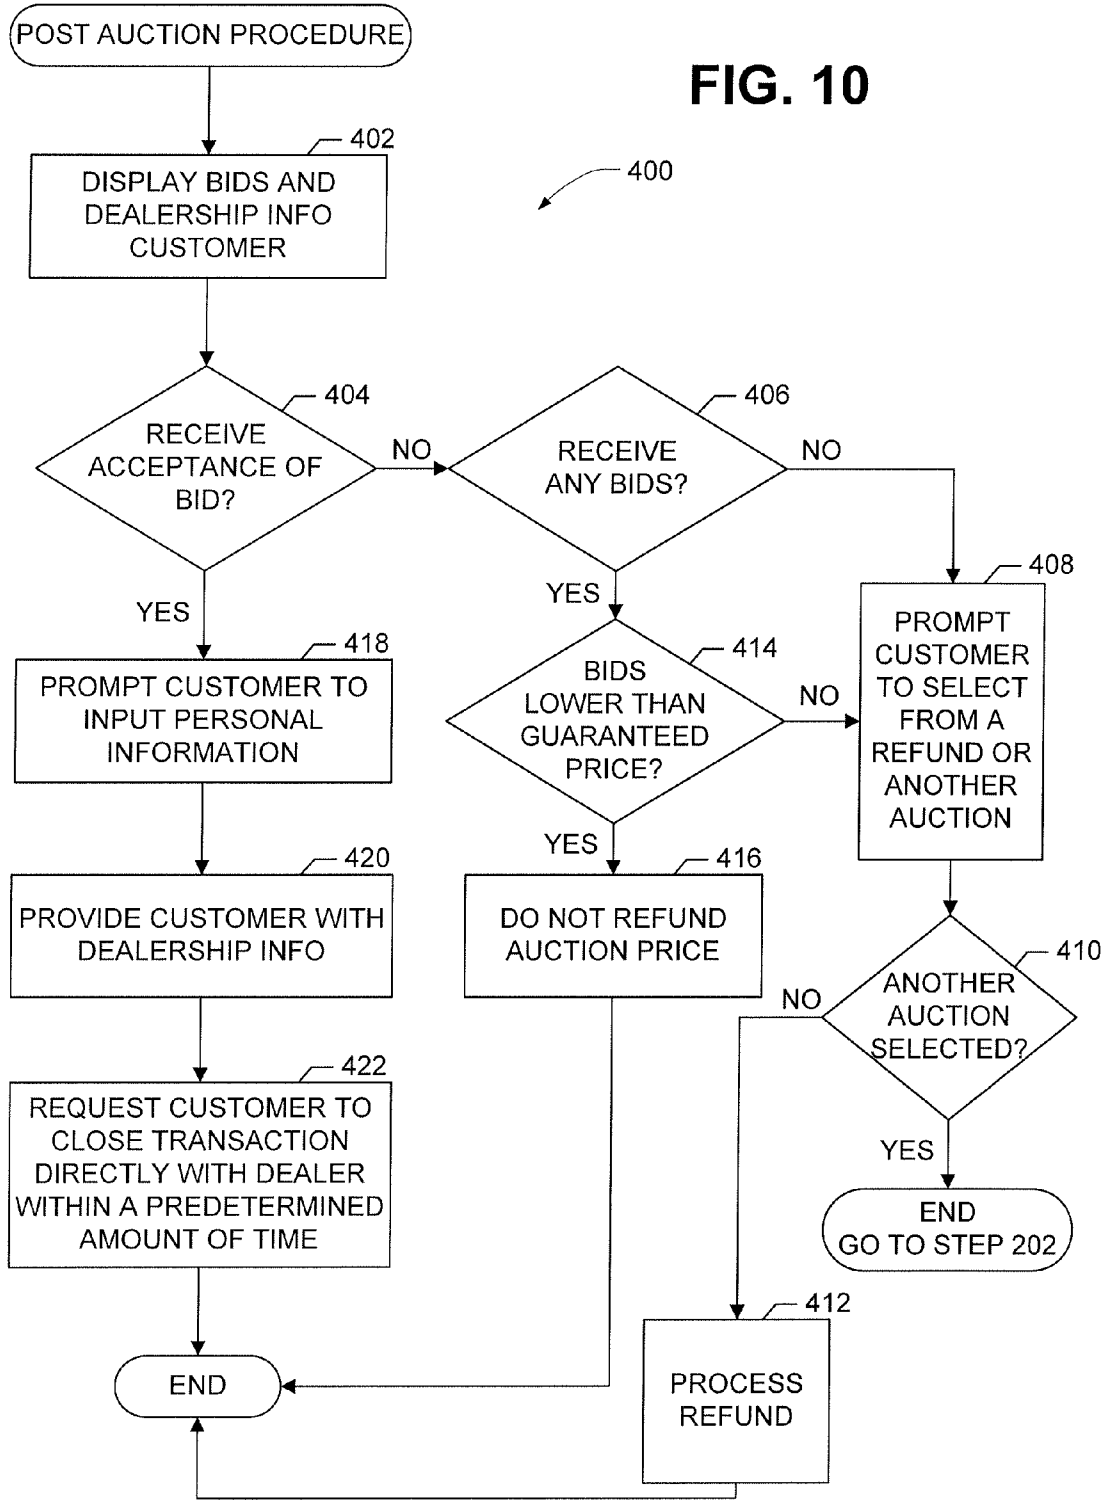 POST AUCTION PROCEDURE
FIG. 10
402
400
DISPLAY BIDS AND
DEALERSHIP INFO
CUSTOMER
404
406
RECEIVE
ACCEPTANCE OF
BID?
NO
RECEIVE
ANY BIDS?
NO
YES
YES
408
PROMPT
CUSTOMER
TO SELECT
FROM A
REFUND OR
ANOTHER
AUCTION
418
PROMPT CUSTOMER TO
INPUT PERSONAL
INFORMATION
414
BIDS
LOWER THAN
GUARANTEED
PRICE?
NO
YES
420
PROVIDE CUSTOMER WITH
DEALERSHIP INFO
416
DO NOT REFUND
AUCTION PRICE
410
ANOTHER
AUCTION
SELECTED?
NO
YES
422
REQUEST CUSTOMER TO
CLOSE TRANSACTION
DIRECTLY WITH DEALER
WITHIN A PREDETERMINED
AMOUNT OF TIME
END
GO TO STEP 202
412
PROCESS
REFUND
END